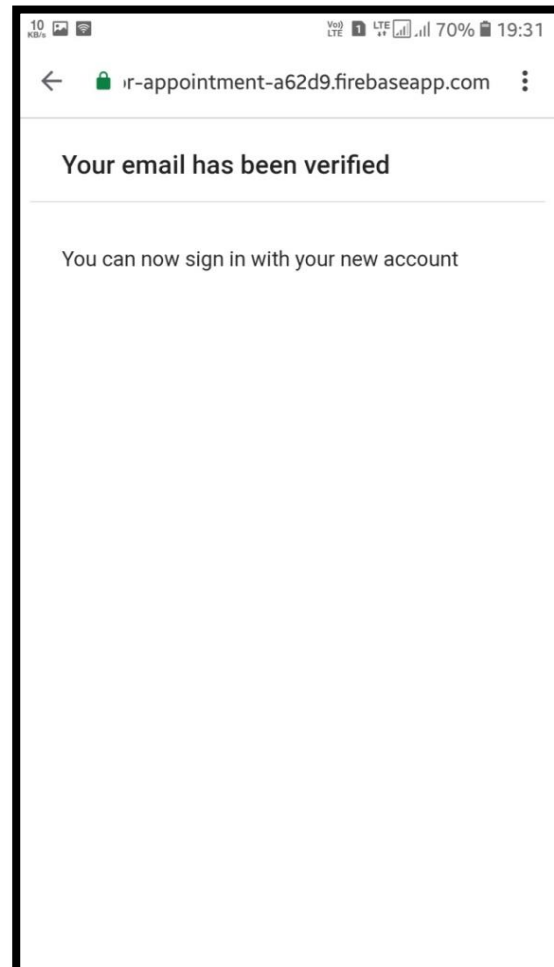 10 KB/s Vo) LTE 1 LTE 70% 19:31
r-appointment-a62d9.firebaseapp.com
Your email has been verified
You can now sign in with your new account